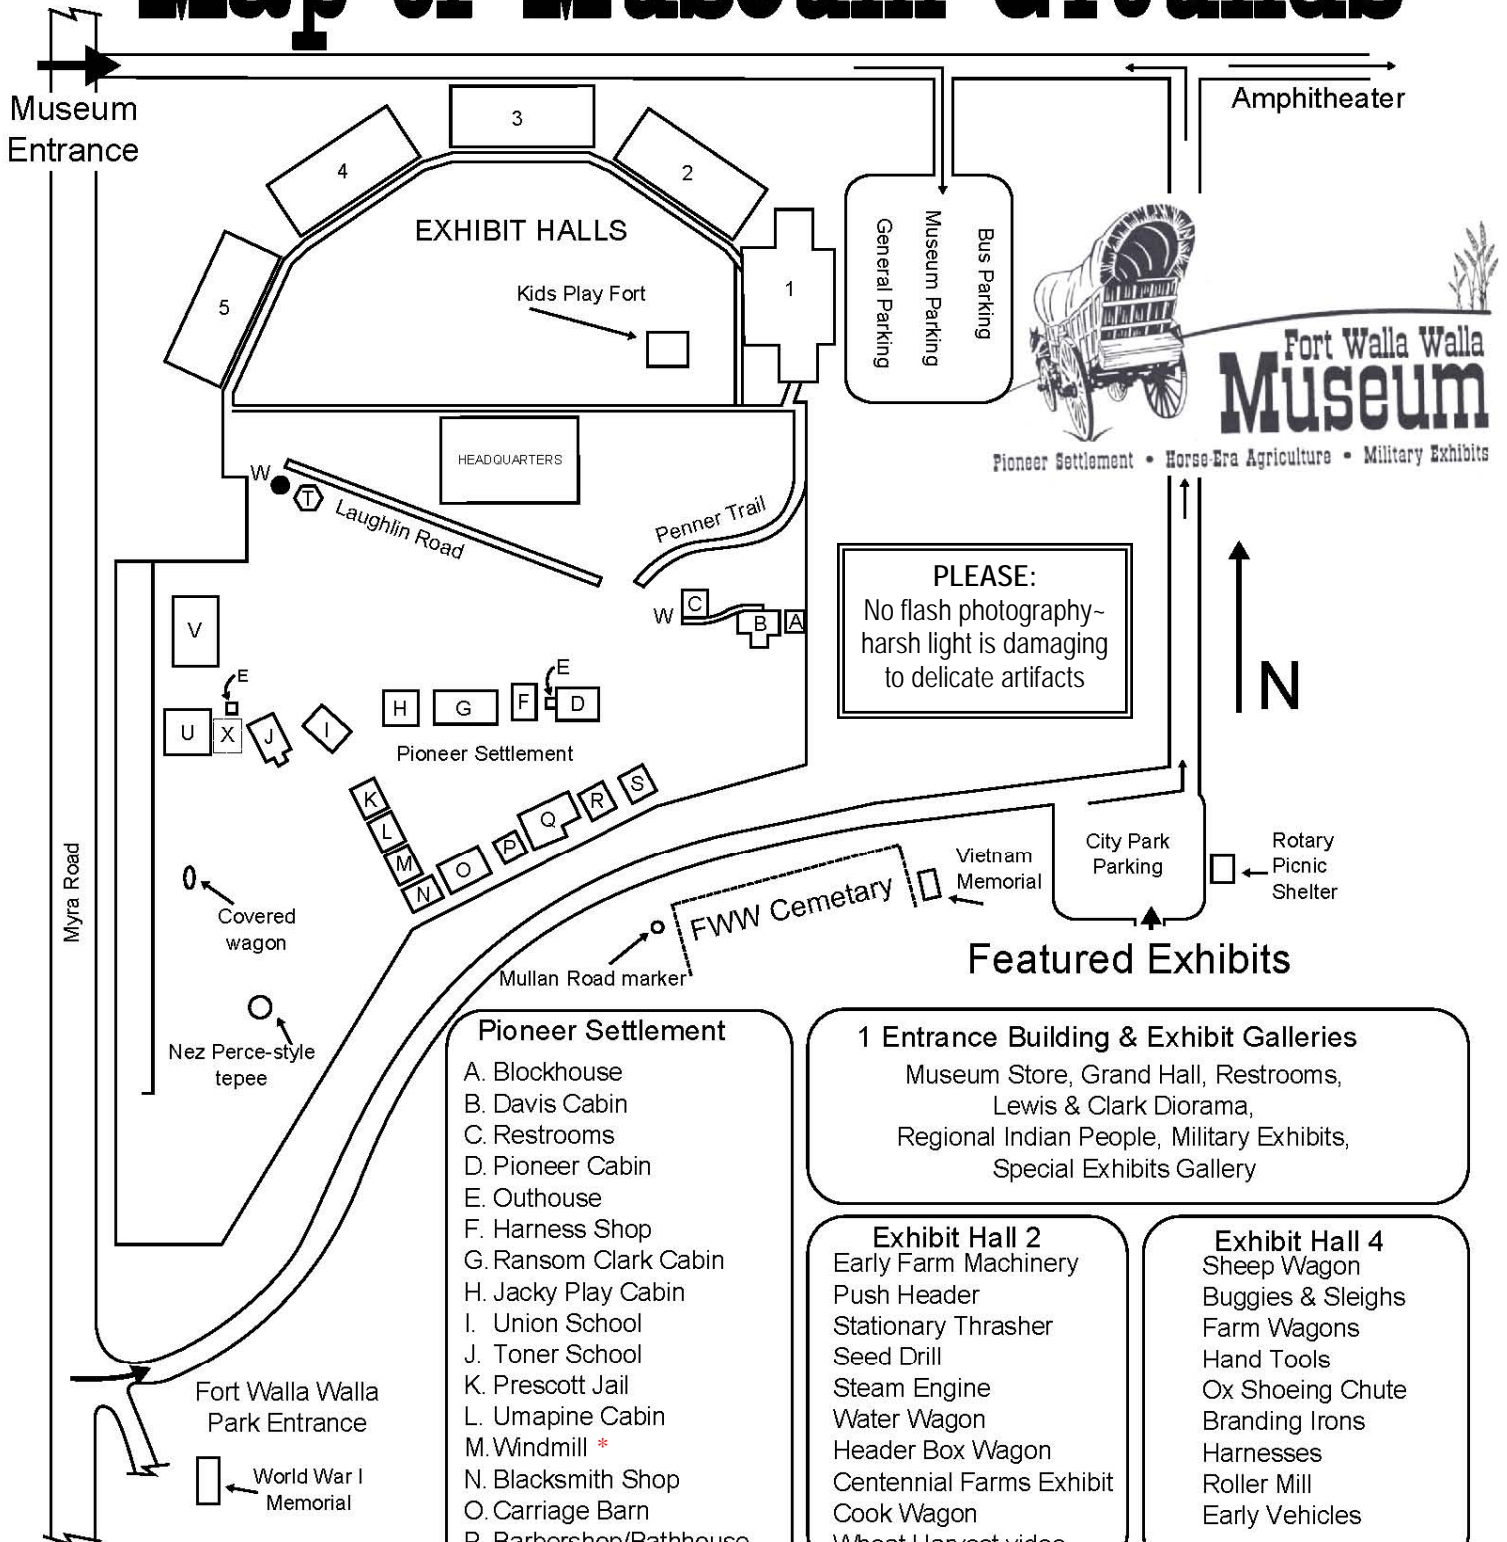 Map of Museum Grounds
Museum
Entrance
Amphitheater
3
4
2
5
1
EXHIBIT HALLS
Kids Play Fort
General Parking
Museum Parking
Bus Parking
Fort Walla Walla
Museum
Pioneer Settlement • Horse-Era Agriculture • Military Exhibits
HEADQUARTERS
W
T
Laughlin Road
Penner Trail
W
C
B
A
PLEASE:
No flash photography~
harsh light is damaging
to delicate artifacts
N
V
E
U
X
J
I
H
G
F
E
D
Pioneer Settlement
K
L
M
N
O
P
Q
R
S
Myra Road
Covered
wagon
Nez Perce-style
tepee
City Park
Parking
Rotary
Picnic
Shelter
Vietnam
Memorial
FWW Cemetary
Mullan Road marker
Featured Exhibits
Pioneer Settlement
A. Blockhouse
B. Davis Cabin
C. Restrooms
D. Pioneer Cabin
E. Outhouse
F. Harness Shop
G. Ransom Clark Cabin
H. Jacky Play Cabin
I. Union School
J. Toner School
K. Prescott Jail
L. Umapine Cabin
M. Windmill *
N. Blacksmith Shop
O. Carriage Barn
P. Barbershop/Bathhouse
1 Entrance Building & Exhibit Galleries
Museum Store, Grand Hall, Restrooms,
Lewis & Clark Diorama,
Regional Indian People, Military Exhibits,
Special Exhibits Gallery
Exhibit Hall 2
Early Farm Machinery
Push Header
Stationary Thrasher
Seed Drill
Steam Engine
Water Wagon
Header Box Wagon
Centennial Farms Exhibit
Cook Wagon
Wheat Harvest video
Exhibit Hall 4
Sheep Wagon
Buggies & Sleighs
Farm Wagons
Hand Tools
Ox Shoeing Chute
Branding Irons
Harnesses
Roller Mill
Early Vehicles
Fort Walla Walla
Park Entrance
World War I
Memorial